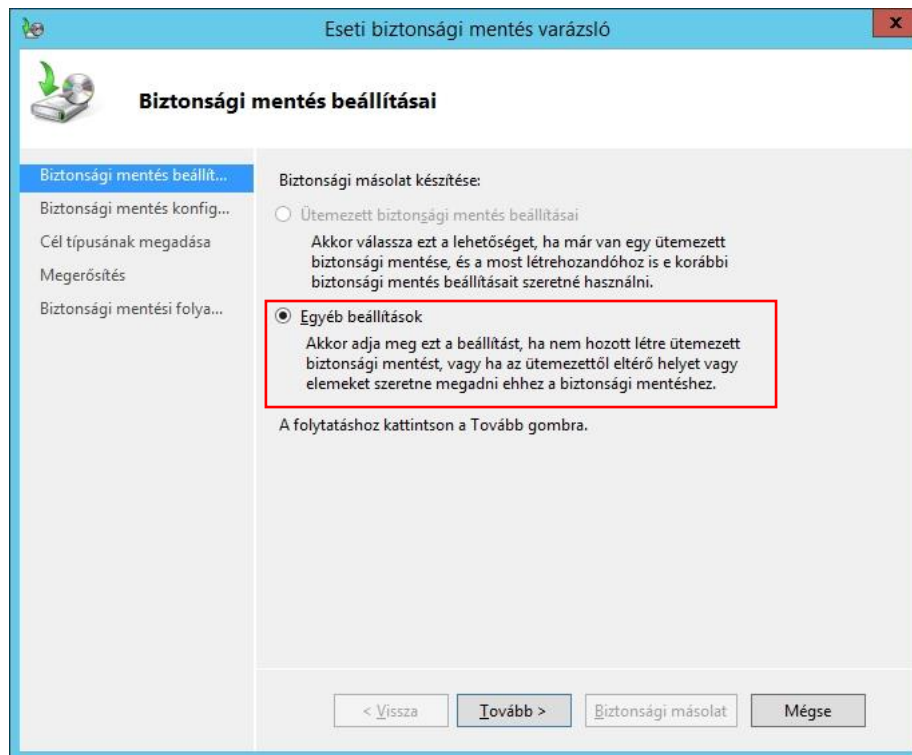 Eseti biztonsági mentés varázsló
x
Biztonsági mentés beállításai
Biztonsági mentés beállít...
Biztonsági mentés konfig...
Cél típusának megadása
Megerősítés
Biztonsági mentési folya...
Biztonsági másolat készítése:
Ütemezett biztonsági mentés beállításai
Akkor válassza ezt a lehetőséget, ha már van egy ütemezett
biztonsági mentése, és a most létrehozandóhoz is e korábbi
biztonsági mentés beállításait szeretné használni.
Egyéb beállítások
Akkor adja meg ezt a beállítást, ha nem hozott létre ütemezett
biztonsági mentést, vagy ha az ütemezettől eltérő helyet vagy
elemeket szeretne megadni ehhez a biztonsági mentéshez.
A folytatáshoz kattintson a Tovább gombra.
< Vissza
Tovább >
Biztonsági másolat
Mégse